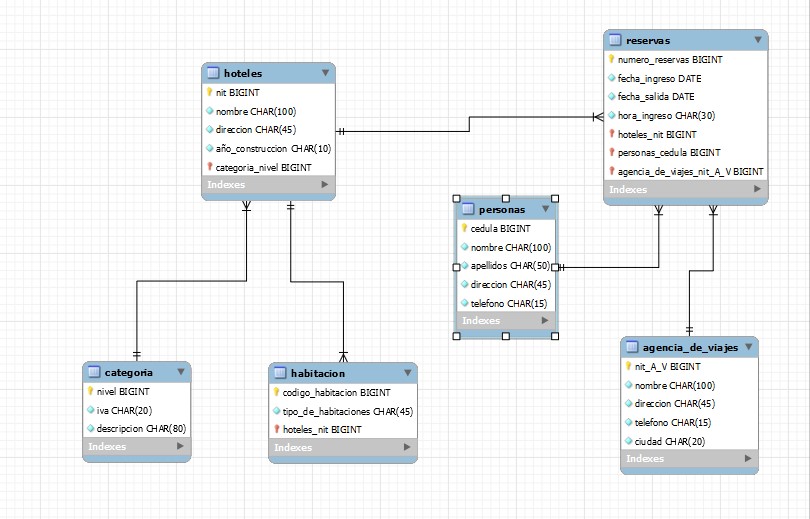 hoteles
nit BIGINT
nombre CHAR(100)
direccion CHAR(45)
año_construccion CHAR(10)
categoria_nivel BIGINT
Indexes
reservas
numero_reservas BIGINT
fecha_ingreso DATE
fecha_salida DATE
hora_ingreso CHAR(30)
hoteles_nit BIGINT
personas_cedula BIGINT
agencia_de_viajes_nit_A_V BIGINT
Indexes
personas
cedula BIGINT
nombre CHAR(100)
apellidos CHAR(50)
direccion CHAR(45)
telefono CHAR(15)
Indexes
categoria
nivel BIGINT
iva CHAR(20)
descripcion CHAR(80)
Indexes
habitacion
codigo_habitacion BIGINT
tipo_de_habitaciones CHAR(45)
hoteles_nit BIGINT
Indexes
agencia_de_viajes
nit_A_V BIGINT
nombre CHAR(100)
direccion CHAR(45)
telefono CHAR(15)
ciudad CHAR(20)
Indexes